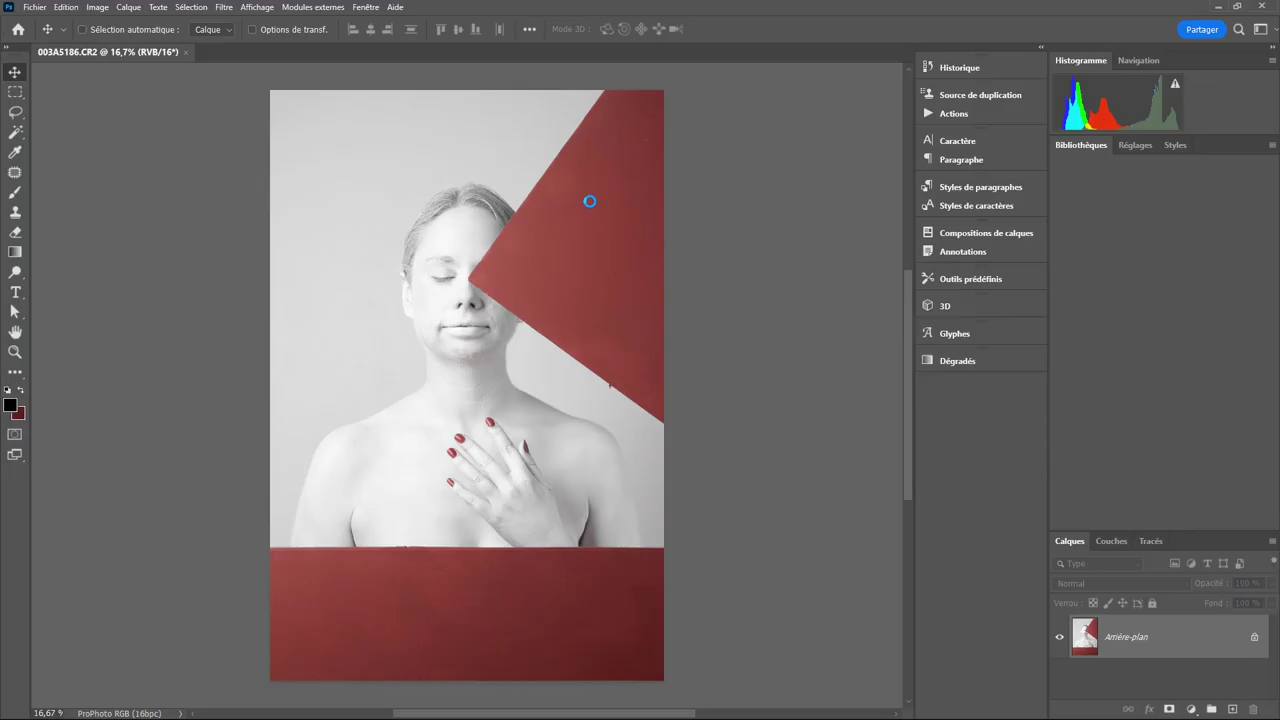 Ps Fichier Edition Image Calque Texte Sélection Filtre Affichage Modules externes Fenêtre Aide
Sélection automatique : Calque Options de transf. Mode 3D : Partager
003A5186.CR2 @ 16,7% (RVB/16*)
Historique
Source de duplication
Actions
Caractère
Paragraphe
Styles de paragraphes
Styles de caractères
Compositions de calques
Annotations
Outils prédéfinis
3D
Glyphes
Dégradés
Histogramme Navigation
Bibliothèques Réglages Styles
Calques Couches Tracés
Type
Normal Opacité : 100 %
Verrou : Fond : 100 %
Arrière-plan
16,67 % ProPhoto RGB (16bpc)